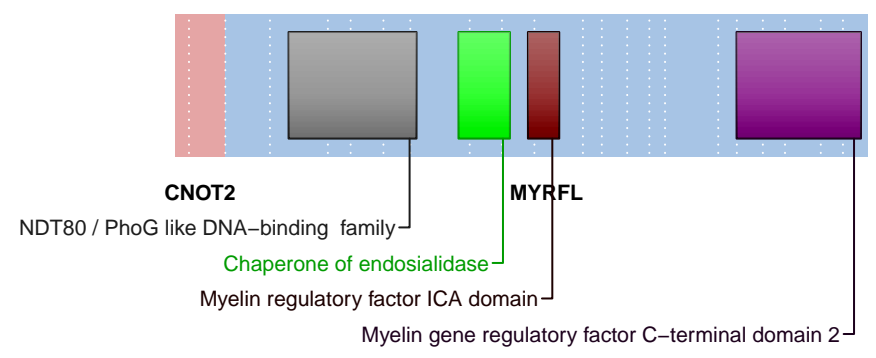 CNOT2 MYRFL
NDT80 / PhoG like DNA−binding  family
Chaperone of endosialidase
Myelin regulatory factor ICA domain
Myelin gene regulatory factor C−terminal domain 2